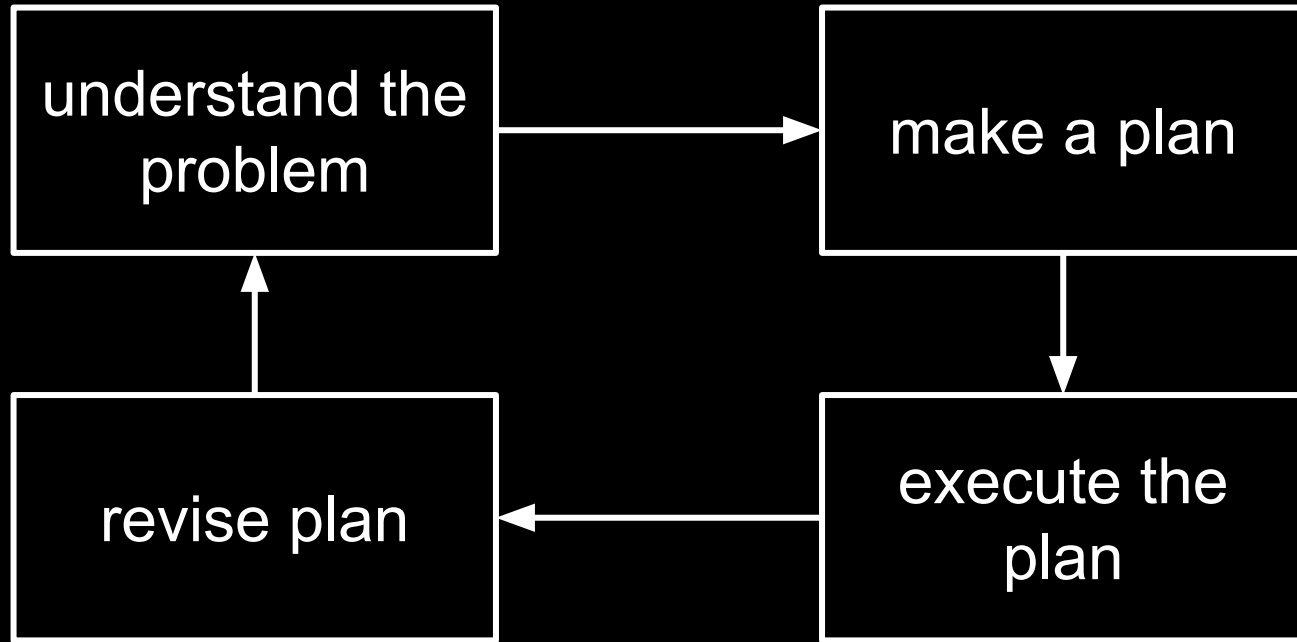 understand the
problem
make a plan
revise plan
execute the
plan